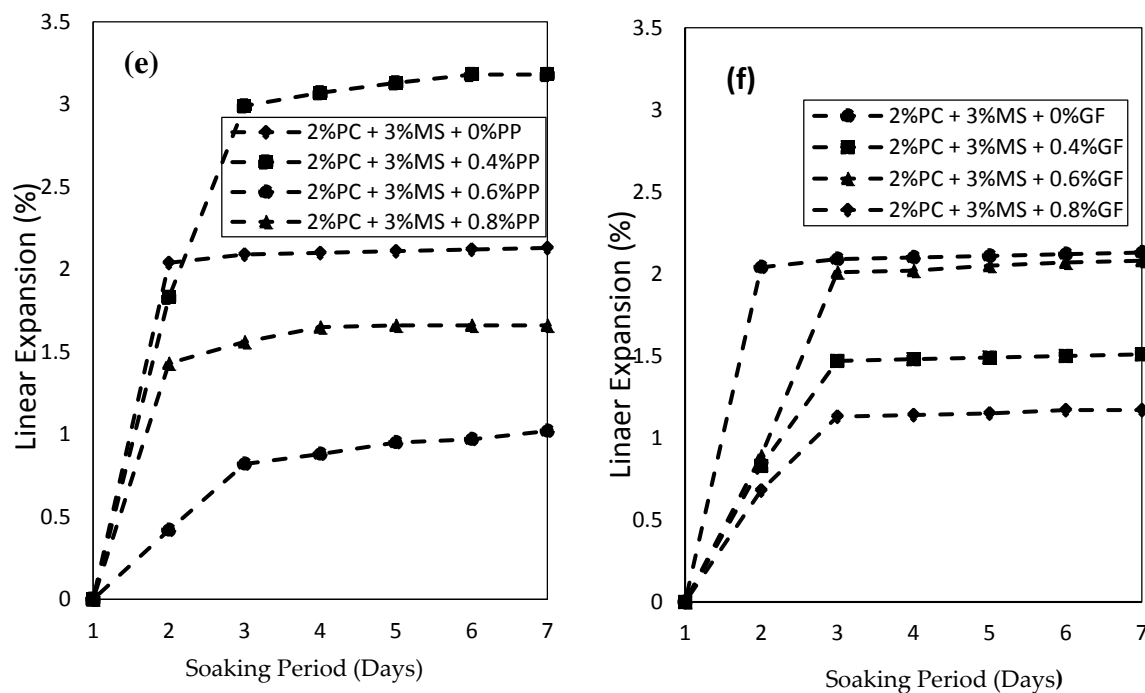 (e)
3.5
3
2.5
2
1.5
1
0.5
0
Linear Expansion (%)
2%PC + 3%MS + 0%PP
2%PC + 3%MS + 0.4%PP
2%PC + 3%MS + 0.6%PP
2%PC + 3%MS + 0.8%PP
1 2 3 4 5 6 7
Soaking Period (Days)
(f)
3.5
3
2.5
2
1.5
1
0.5
0
Linaer Expansion (%)
2%PC + 3%MS + 0%GF
2%PC + 3%MS + 0.4%GF
2%PC + 3%MS + 0.6%GF
2%PC + 3%MS + 0.8%GF
1 2 3 4 5 6 7
Soaking Period (Days)